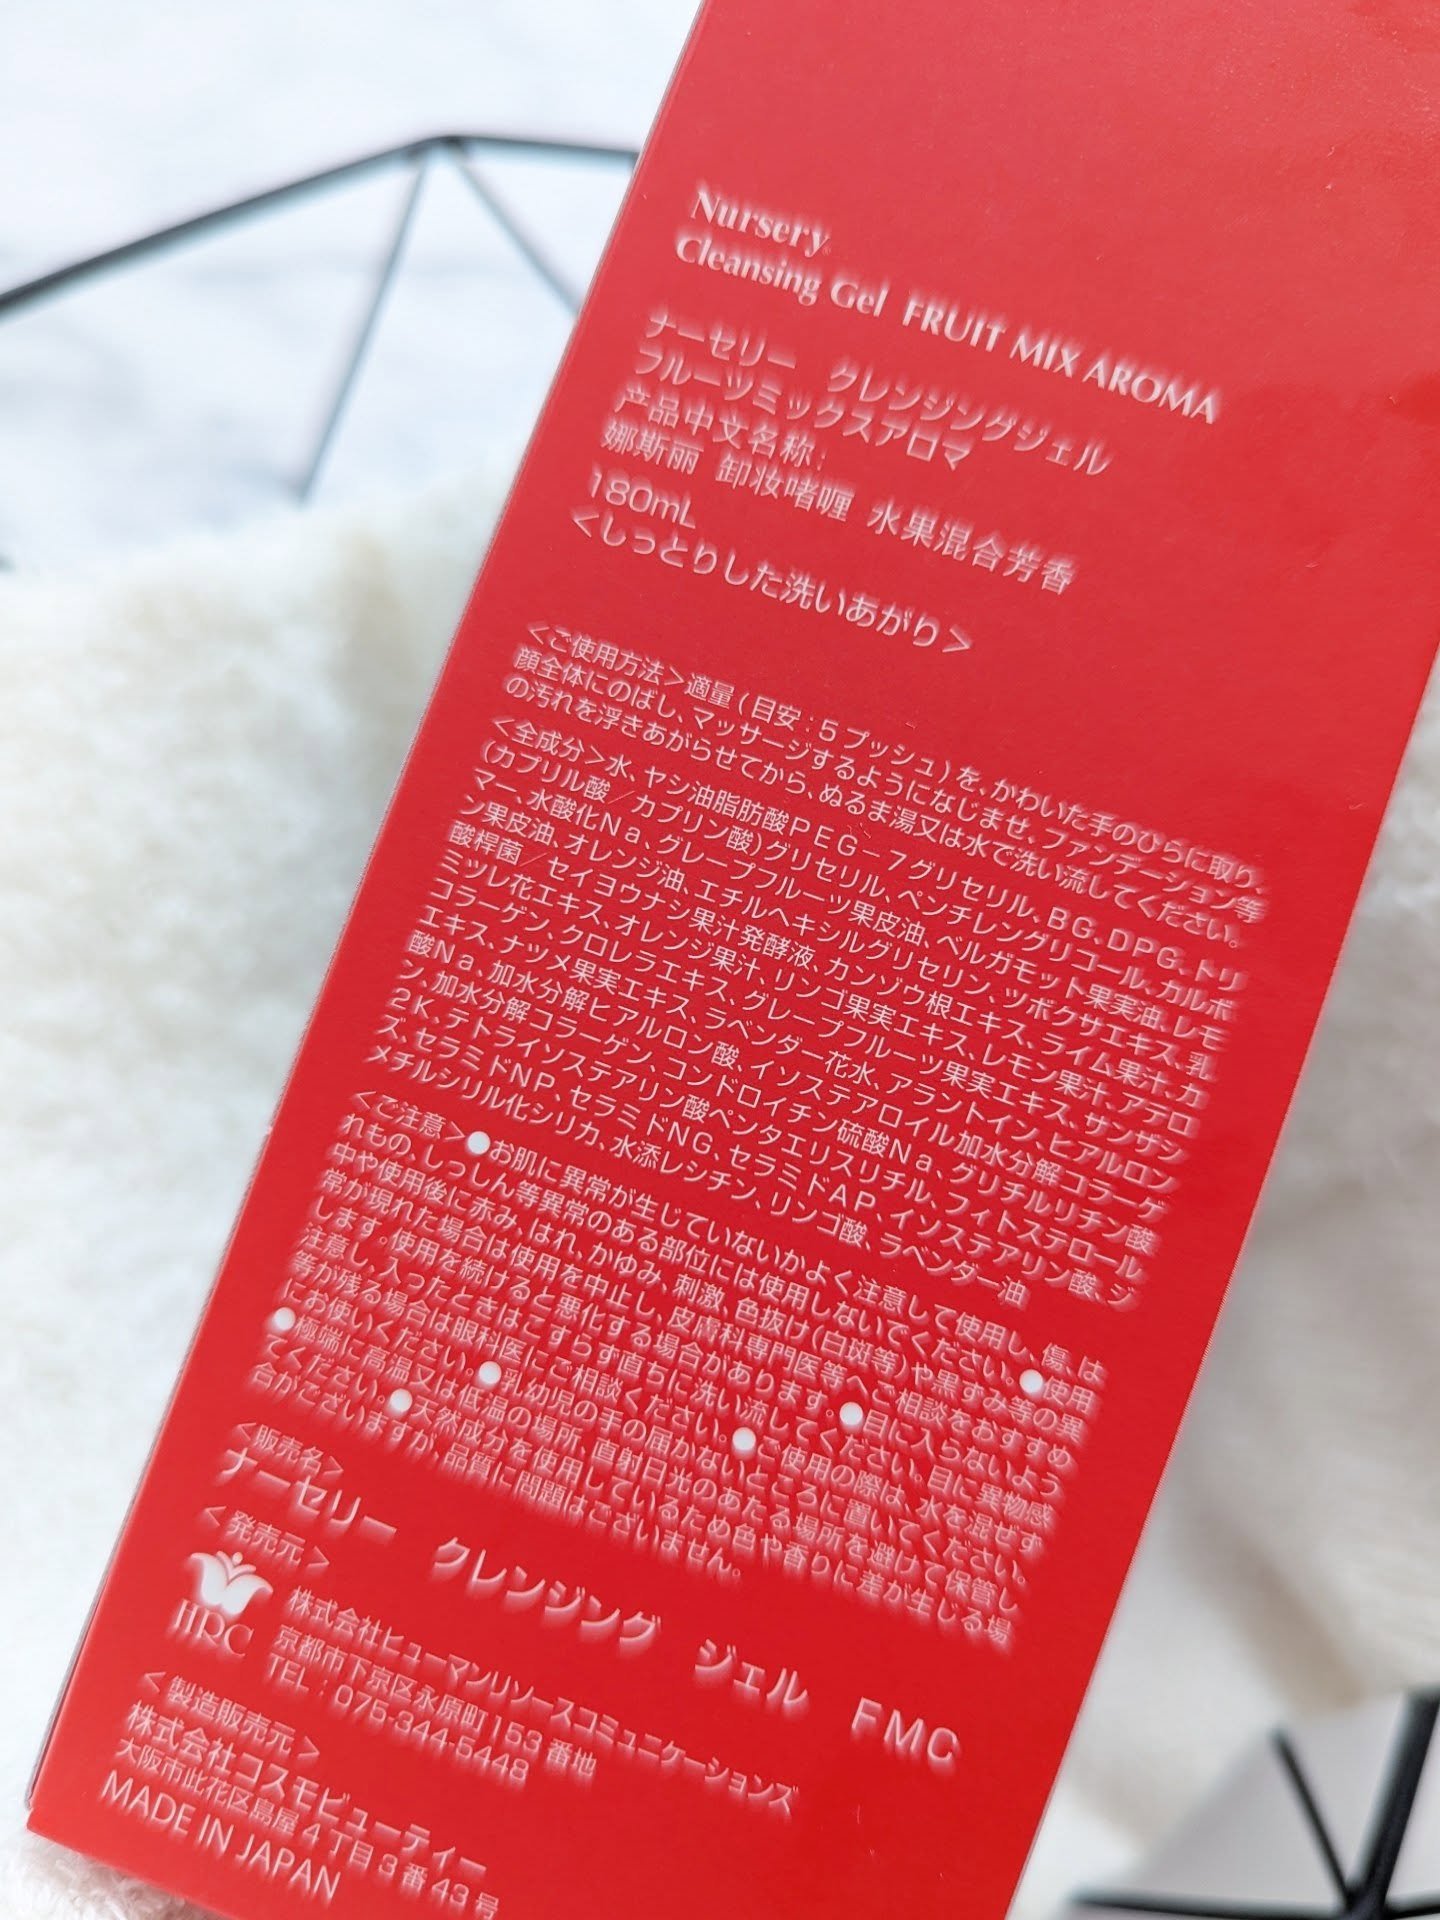 Nursery®
Cleansing Gel FRUIT MIX AROMA
ナーセリー クレンジングジェル
フルーツミックスアロマ
产品中文名称:
娜斯丽 卸妆啫喱 水果混合芳香
180mL
<しっとりした洗いあがり>
<ご使用方法>適量(目安:5プッシュ)を、かわいた手のひらに取り、
顔全体にのばし、マッサージするようになじませ、ファンデーション等
の汚れを浮きあがらせてから、ぬるま湯又は水で洗い流してください。
<全成分>水、ヤシ油脂肪酸PEG-7グリセリル、BG、DPG、トリ
(カプリル酸/カプリン酸)グリセリル、ペンチレングリコール、カルボ
マー、水酸化Na、グレープフルーツ果皮油、ベルガモット果実油、レモ
ン果皮油、オレンジ油、エチルヘキシルグリセリン、ツボクサエキス、乳
酸桿菌/セイヨウナシ果汁発酵液、カンゾウ根エキス、ライム果汁、カ
ミツレ花エキス、オレンジ果汁、リンゴ果実エキス、レモン果汁、アテロ
コラーゲン、クロレラエキス、グレープフルーツ果実エキス、サンザシ
エキス、ナツメ果実エキス、ラベンダー花水、アラントイン、ヒアルロン
酸Na、加水分解ヒアルロン酸、イソステアロイル加水分解コラーゲ
ン、加水分解コラーゲン、コンドロイチン硫酸Na、グリチルリチン酸
2K、テトライソステアリン酸ペンタエリスリチル、フィトステロール
ズ、セラミドNP、セラミドNG、セラミドAP、イソステアリン酸、ジ
メチルシリル化シリカ、水添レシチン、リンゴ酸、ラベンダー油
<ご注意>●お肌に異常が生じていないかよく注意して使用し、傷、は
れもの、しっしん等異常のある部位には使用しないでください。●使用
中や使用後に赤み、はれ、かゆみ、刺激、色抜け(白斑等)や黒ずみ等の異
常が現れた場合は使用を中止し、皮膚科専門医等へご相談をおすすめ
します。使用を続けると悪化する場合があります。●目に入らないよう
注意し、入ったときはこすらず直ちに洗い流してください。目に異物感
等が残る場合は眼科医にご相談ください。●ご使用の際は、水を混ぜず
にお使いください。●乳幼児の手の届かないところに置いてください。
●極端に高温又は低温の場所、直射日光のあたる場所を避けて保管し
てください。●天然成分を使用しているため色や香りに差が生じる場
合がございますが、品質に問題はございません。
<販売名>
ナーセリー クレンジング ジェル FMC
<発売元>
HRC
株式会社ヒューマンリソースコミュニケーションズ
京都市下京区永原町153番地
TEL:075-344-5448
<製造販売元>
株式会社コスモビューティー
大阪市此花区島屋4丁目3番43号
MADE IN JAPAN